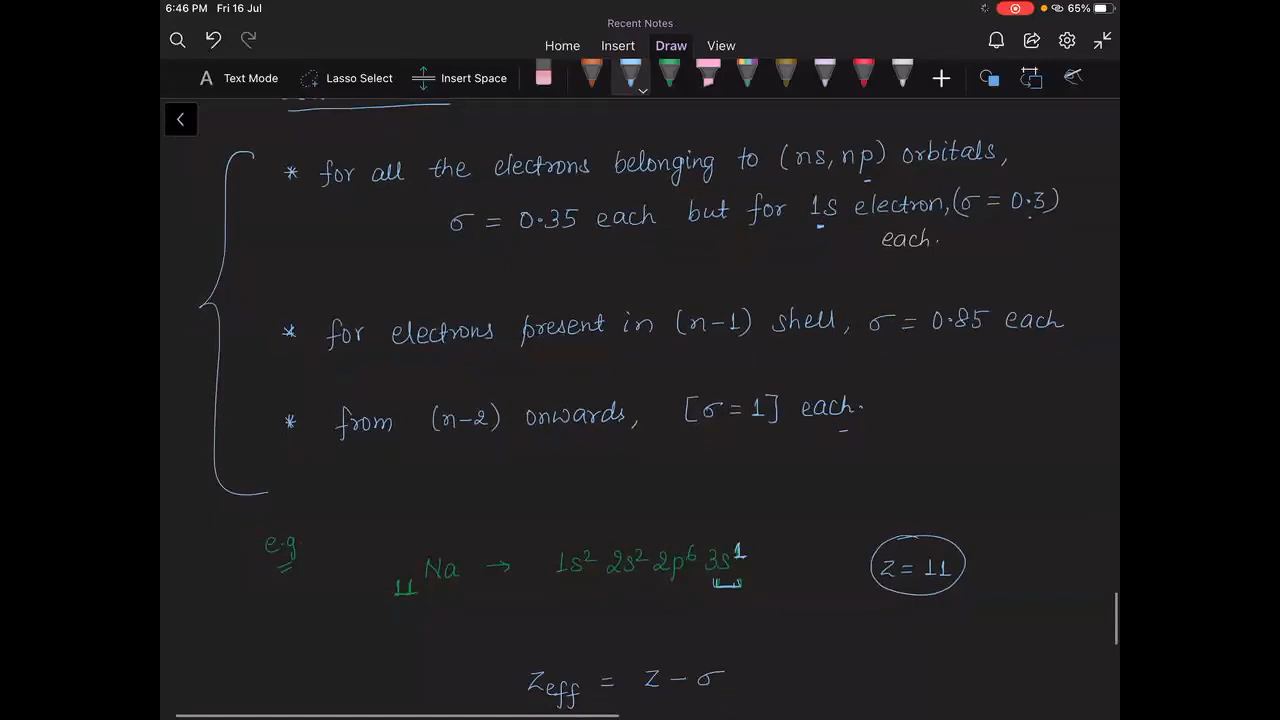 6:46 PM Fri 16 Jul
65%
Recent Notes
Home Insert Draw View
A Text Mode Lasso Select Insert Space
* for all the electrons belonging to (ns, np) orbitals,
σ = 0.35 each but for 1s electron, (σ = 0.3)
each.
* for electrons present in (n-1) shell, σ = 0.85 each
* from (n-2) onwards, [σ = 1] each.
e.g.
₁₁Na → 1s² 2s² 2p⁶ 3s¹ Z = 11
Zeff = Z - σ